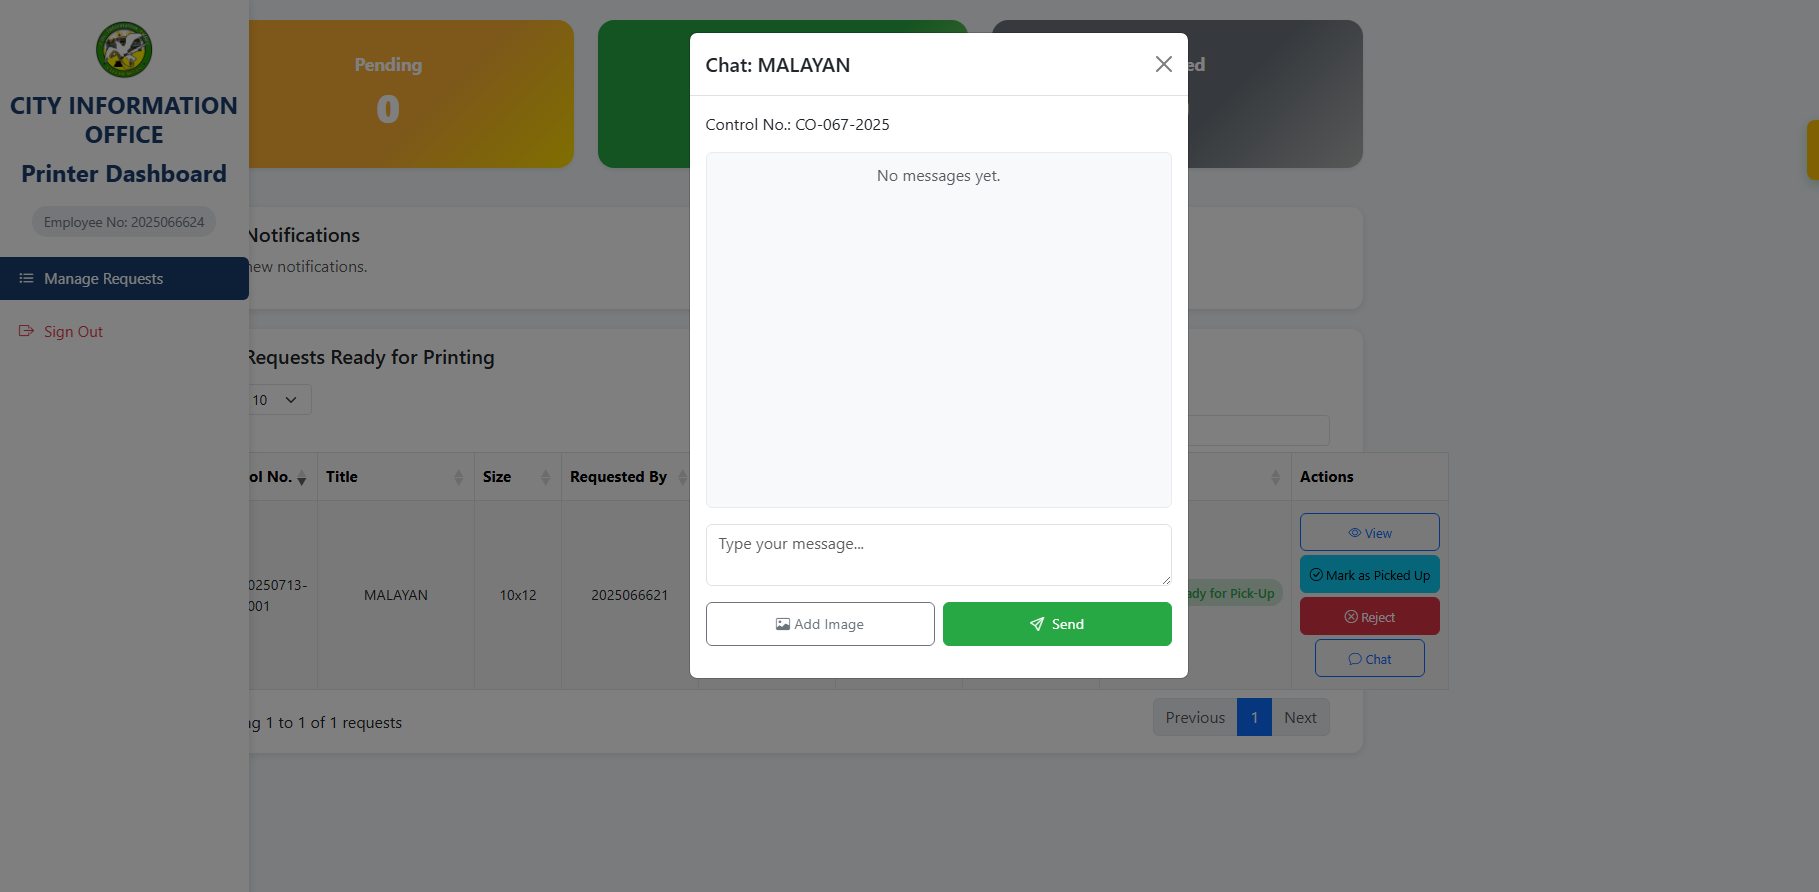 CITY INFORMATION
OFFICE
Printer Dashboard
Employee No: 2025066624
Manage Requests
Sign Out
Pending
0
ed
Notifications
new notifications.
Requests Ready for Printing
10
ol No.
Title
Size
Requested By
Actions
0250713-
001
MALAYAN
10x12
2025066621
ady for Pick-Up
View
Mark as Picked Up
Reject
Chat
ng 1 to 1 of 1 requests
Previous
1
Next
Chat: MALAYAN
Control No.: CO-067-2025
No messages yet.
Type your message...
Add Image
Send